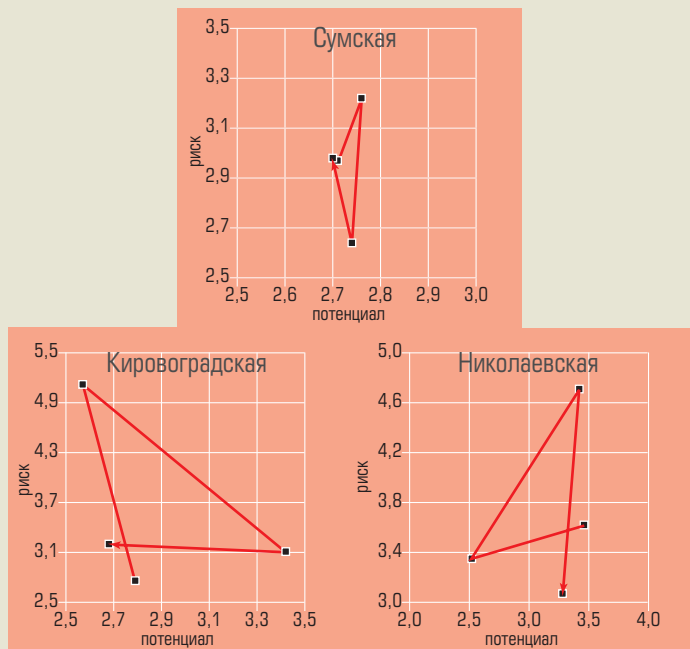 Сумская
3,5
3,3
3,1
2,9
2,7
2,5
риск
2,5 2,6 2,7 2,8 2,9 3,0
потенциал
Кировоградская
5,5
4,9
4,3
3,7
3,1
2,5
риск
2,5 2,7 2,9 3,1 3,3 3,5
потенциал
Николаевская
5,0
4,6
4,2
3,8
3,4
3,0
риск
2,0 2,5 3,0 3,5 4,0
потенциал